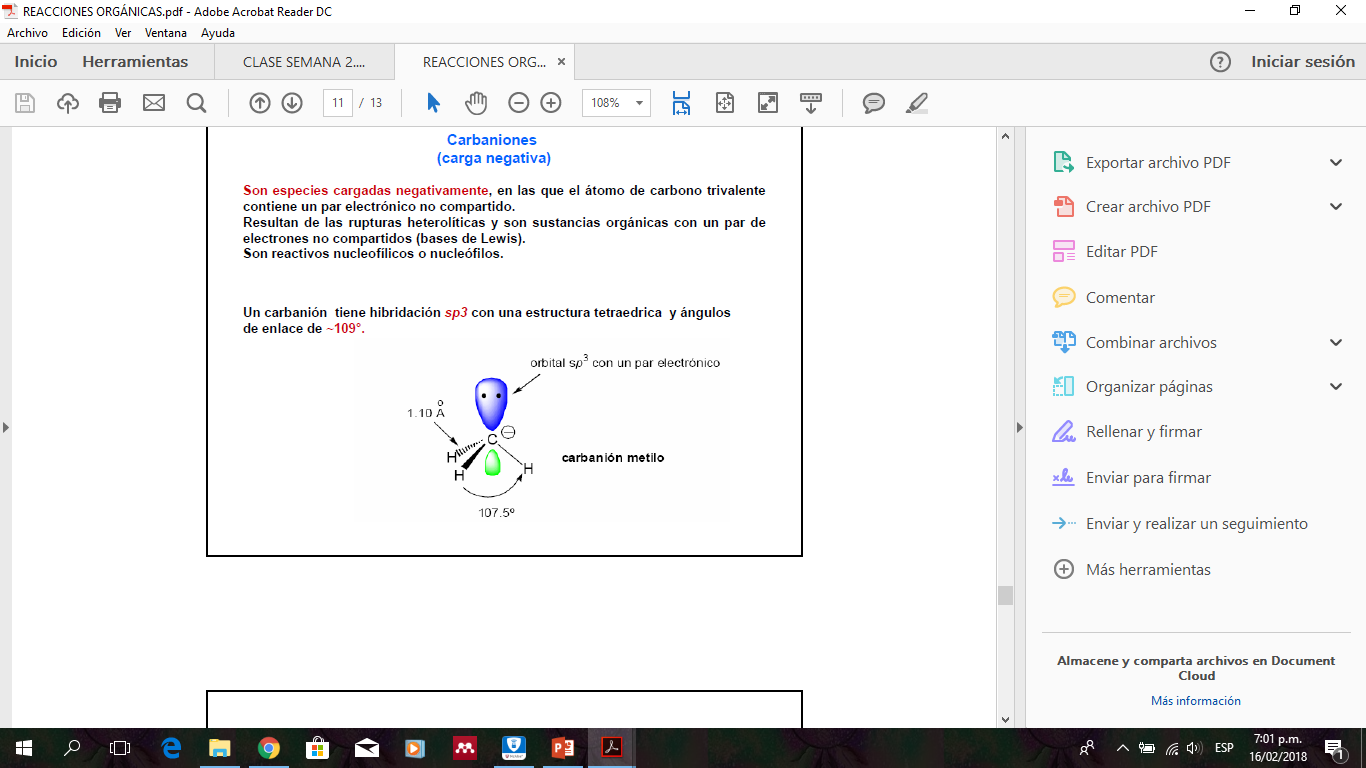 REACCIONES ORGÁNICAS.pdf - Adobe Acrobat Reader DC
Archivo Edición Ver Ventana Ayuda
Inicio Herramientas CLASE SEMANA 2.... REACCIONES ORG... × ? Iniciar sesión
11 / 13 108%
Carbaniones
(carga negativa)
Son especies cargadas negativamente, en las que el átomo de carbono trivalente
contiene un par electrónico no compartido.
Resultan de las rupturas heterolíticas y son sustancias orgánicas con un par de
electrones no compartidos (bases de Lewis).
Son reactivos nucleofílicos o nucleófilos.
Un carbanión tiene hibridación sp3 con una estructura tetraedrica y ángulos
de enlace de ~109°.
orbital sp³ con un par electrónico
1.10 Å
C ⊖
H
H
H
carbanión metilo
107.5º
Exportar archivo PDF
Crear archivo PDF
Editar PDF
Comentar
Combinar archivos
Organizar páginas
Rellenar y firmar
Enviar para firmar
Enviar y realizar un seguimiento
Más herramientas
Almacene y comparta archivos en Document
Cloud
Más información
ESP
7:01 p.m.
16/02/2018
1